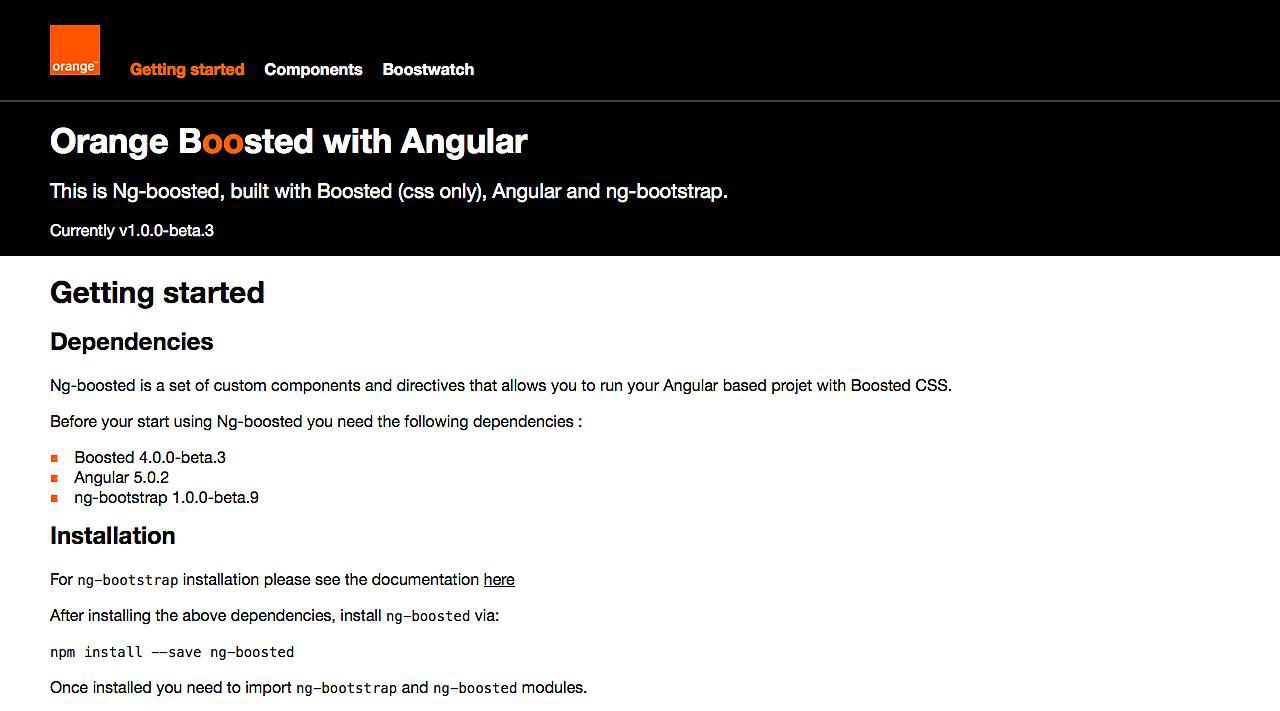 orange™
Getting started Components Boostwatch
Orange Boosted with Angular
This is Ng-boosted, built with Boosted (css only), Angular and ng-bootstrap.
Currently v1.0.0-beta.3
Getting started
Dependencies
Ng-boosted is a set of custom components and directives that allows you to run your Angular based projet with Boosted CSS.
Before your start using Ng-boosted you need the following dependencies :
Boosted 4.0.0-beta.3
Angular 5.0.2
ng-bootstrap 1.0.0-beta.9
Installation
For ng-bootstrap installation please see the documentation here
After installing the above dependencies, install ng-boosted via:
npm install --save ng-boosted
Once installed you need to import ng-bootstrap and ng-boosted modules.